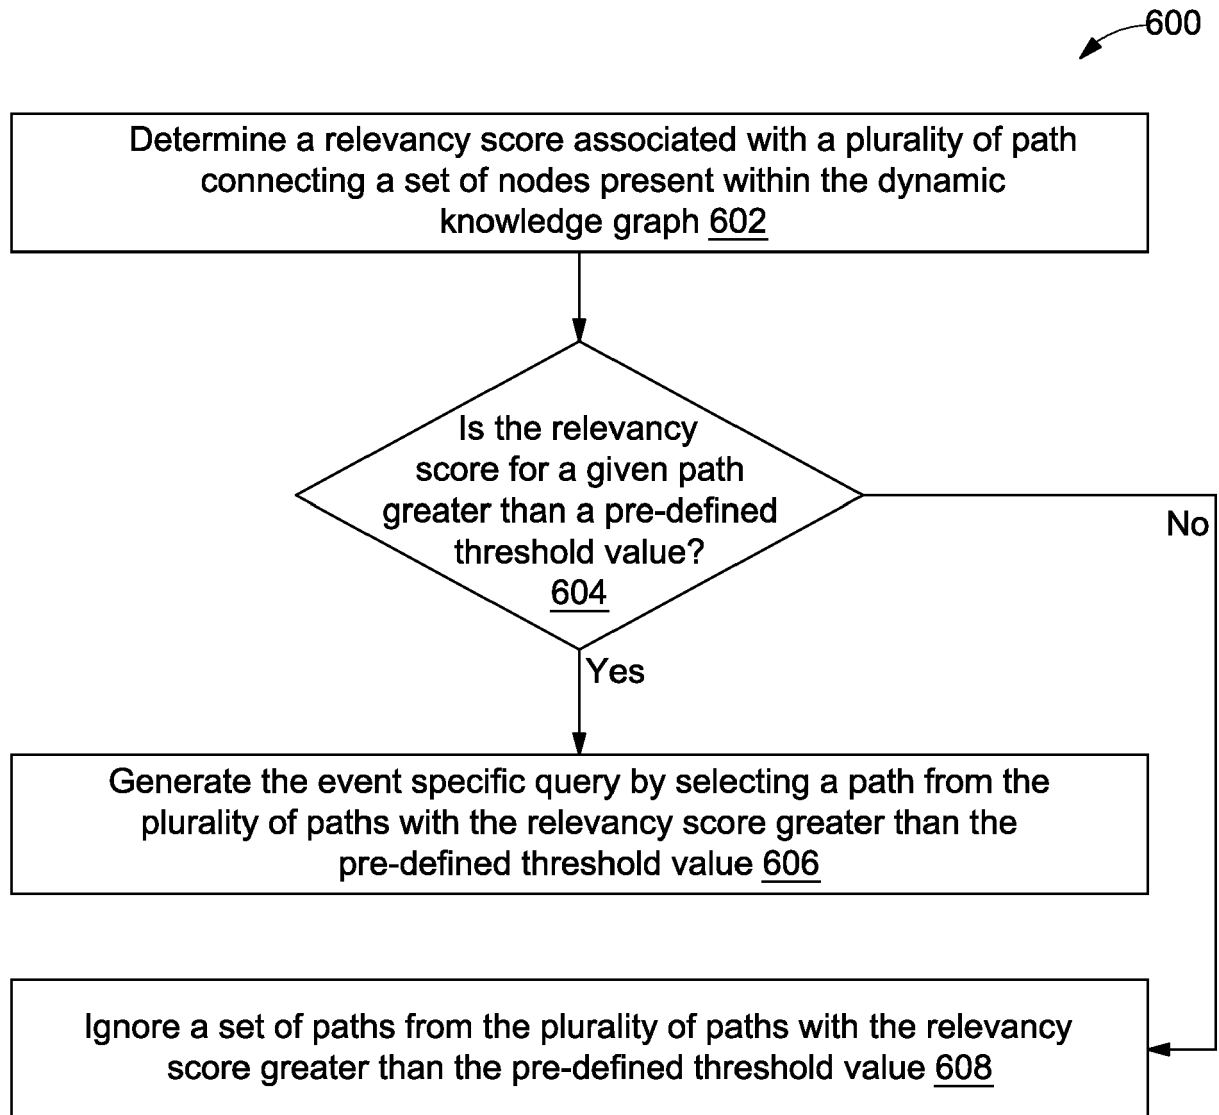 600
Determine a relevancy score associated with a plurality of path
connecting a set of nodes present within the dynamic
knowledge graph 602
Is the relevancy
score for a given path
greater than a pre-defined
threshold value?
604
No
Yes
Generate the event specific query by selecting a path from the
plurality of paths with the relevancy score greater than the
pre-defined threshold value 606
Ignore a set of paths from the plurality of paths with the relevancy
score greater than the pre-defined threshold value 608